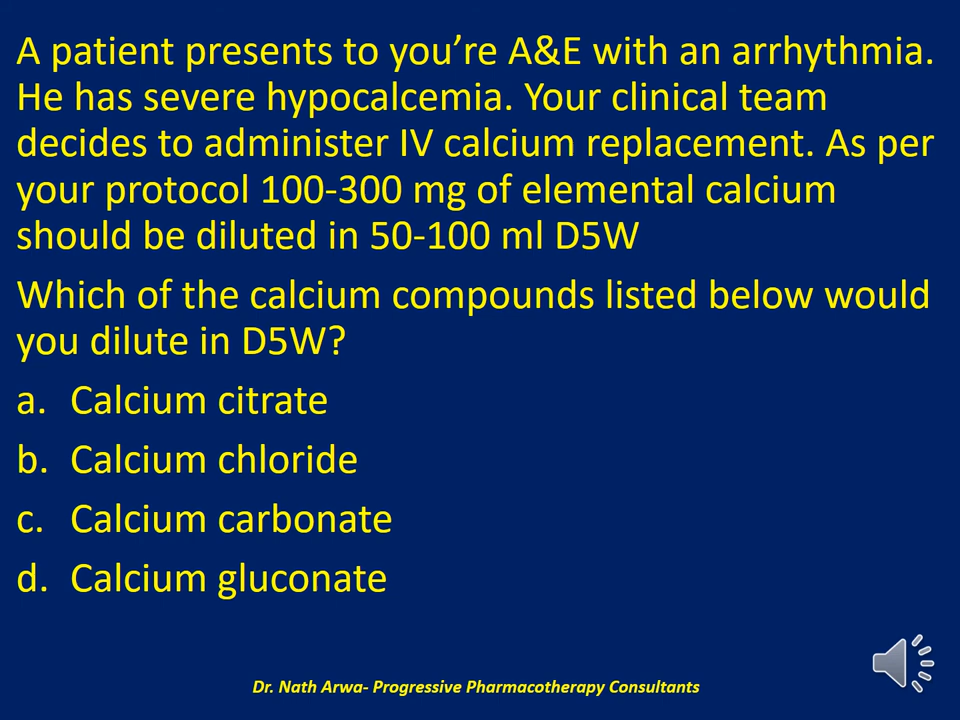 A patient presents to you’re A&E with an arrhythmia.
He has severe hypocalcemia. Your clinical team
decides to administer IV calcium replacement. As per
your protocol 100-300 mg of elemental calcium
should be diluted in 50-100 ml D5W
Which of the calcium compounds listed below would
you dilute in D5W?
a. Calcium citrate
b. Calcium chloride
c. Calcium carbonate
d. Calcium gluconate
Dr. Nath Arwa- Progressive Pharmacotherapy Consultants